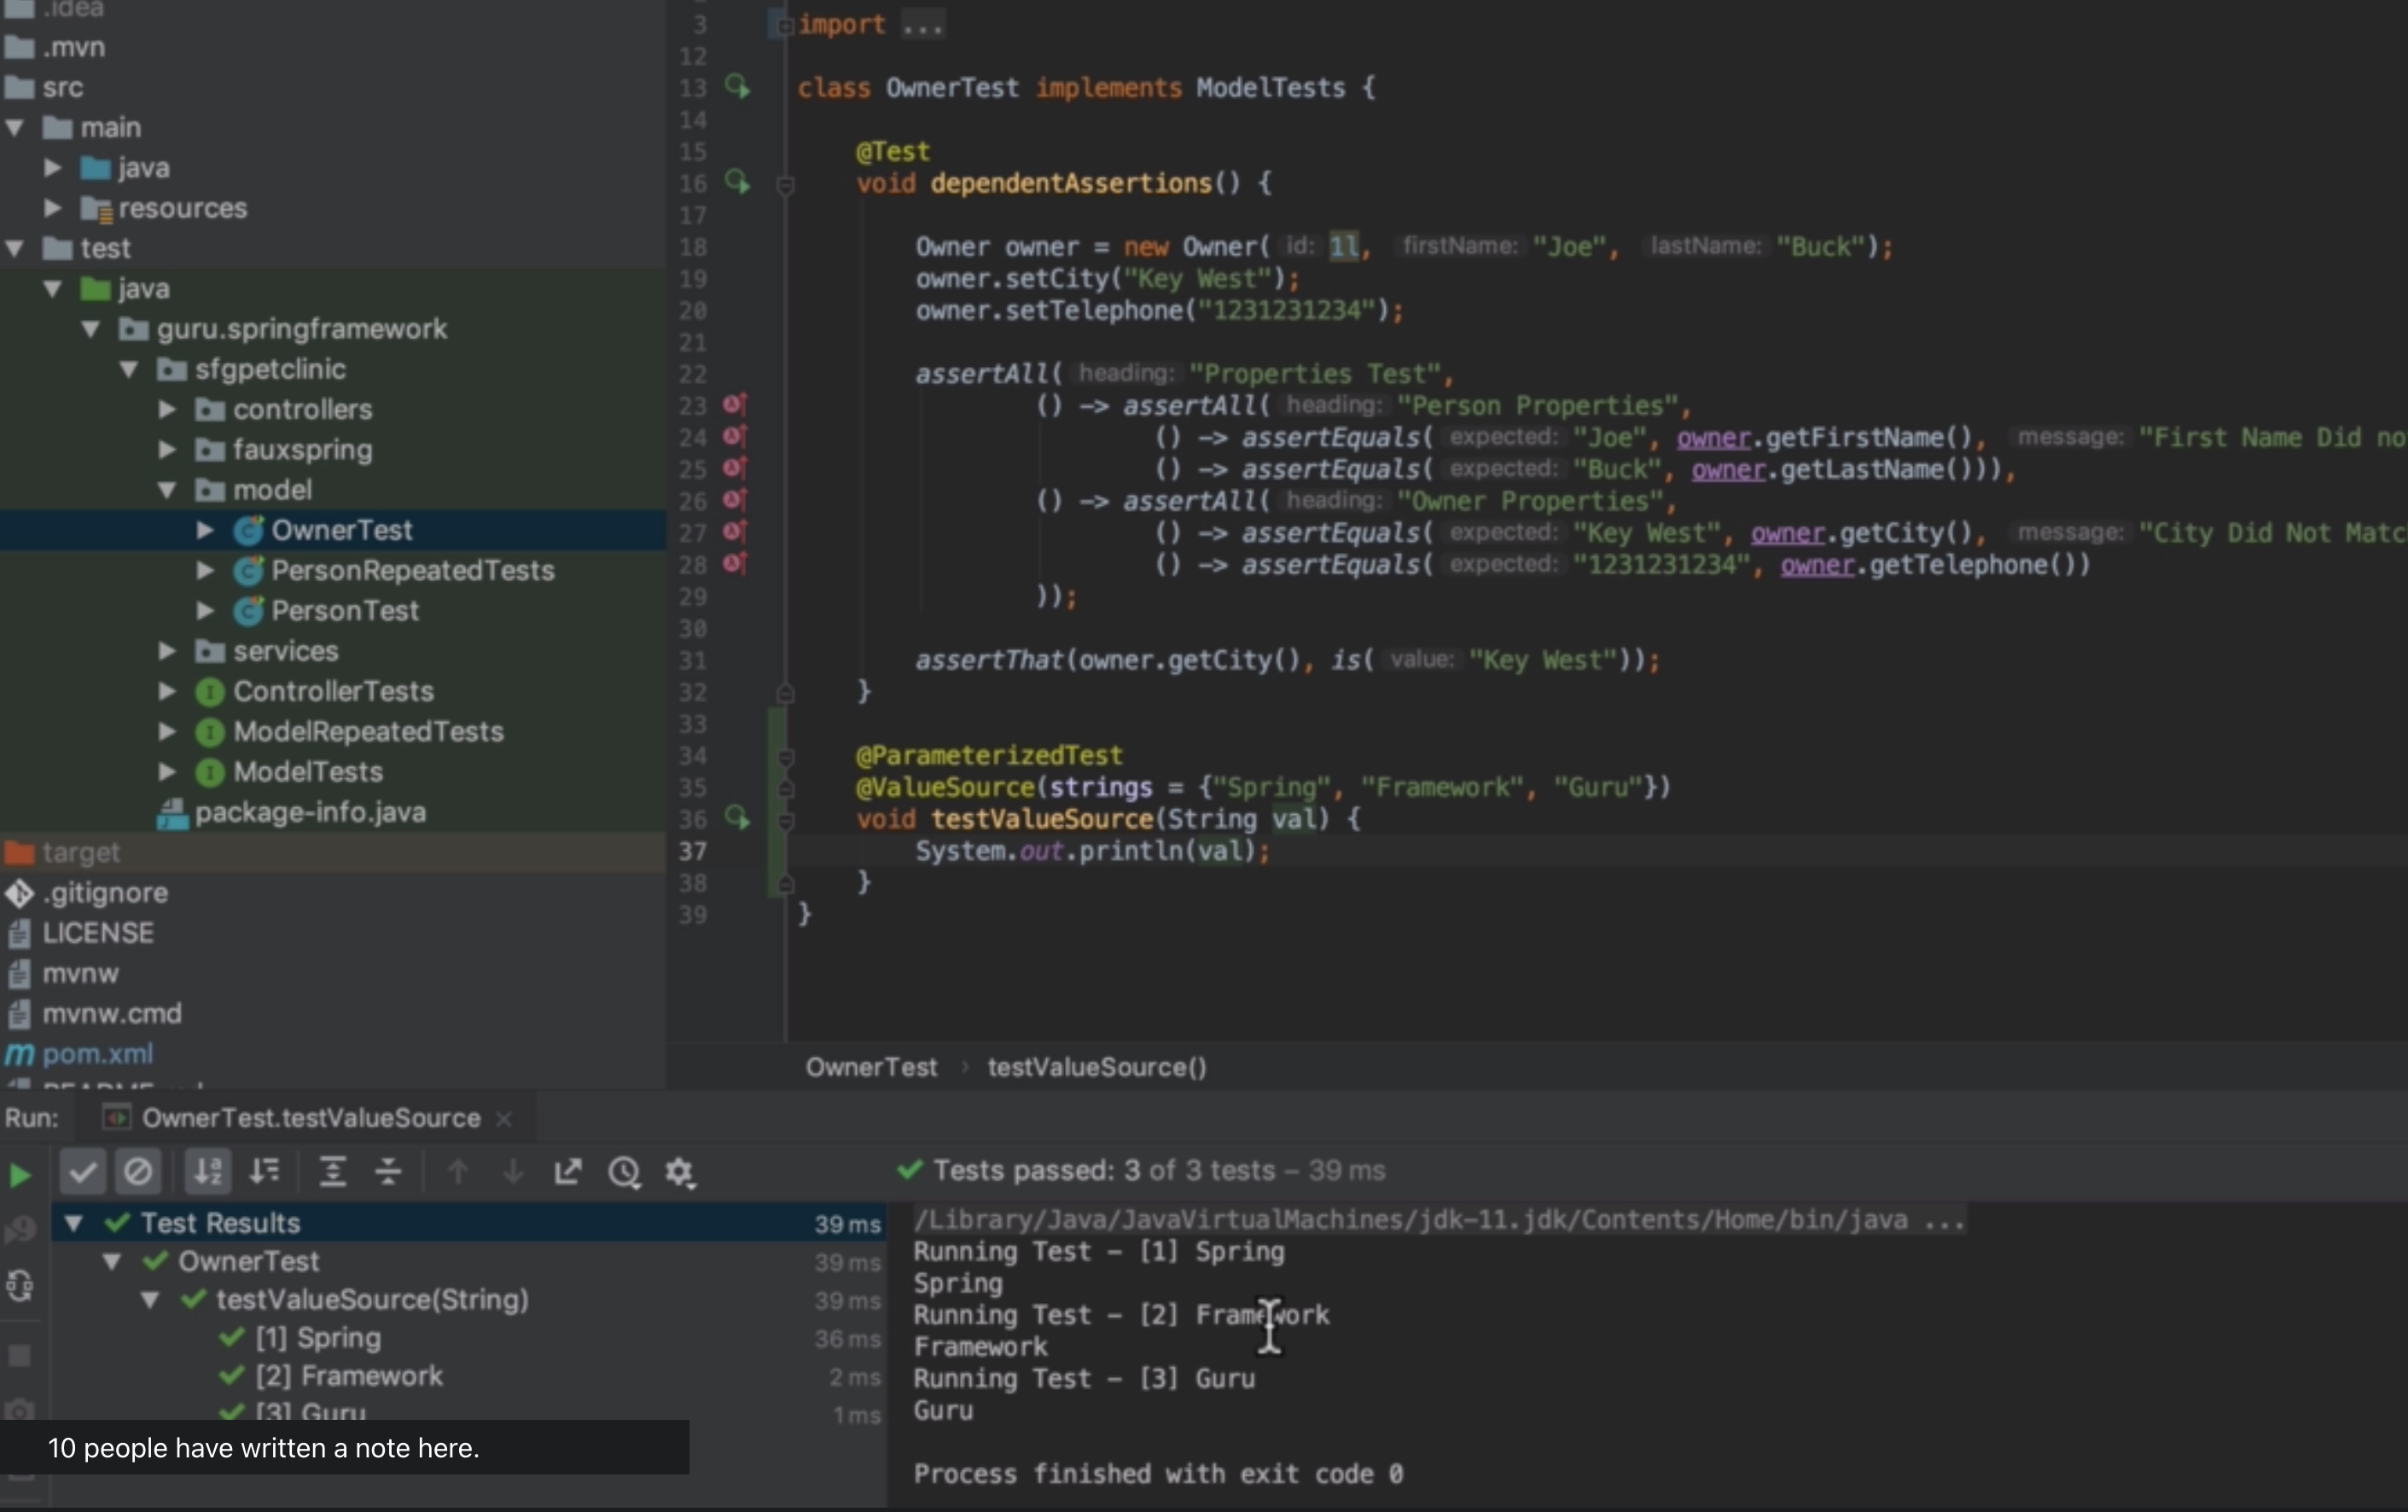 .idea
.mvn
src
main
java
resources
test
java
guru.springframework
sfgpetclinic
controllers
fauxspring
model
OwnerTest
PersonRepeatedTests
PersonTest
services
ControllerTests
ModelRepeatedTests
ModelTests
package-info.java
target
.gitignore
LICENSE
mvnw
mvnw.cmd
pom.xml
3 import ...
12
13 class OwnerTest implements ModelTests {
14
15 @Test
16 void dependentAssertions() {
17
18 Owner owner = new Owner( id: 1l, firstName: "Joe", lastName: "Buck");
19 owner.setCity("Key West");
20 owner.setTelephone("1231231234");
21
22 assertAll( heading: "Properties Test",
23 () -> assertAll( heading: "Person Properties",
24 () -> assertEquals( expected: "Joe", owner.getFirstName(), message: "First Name Did
25 () -> assertEquals( expected: "Buck", owner.getLastName())),
26 () -> assertAll( heading: "Owner Properties",
27 () -> assertEquals( expected: "Key West", owner.getCity(), message: "City Did Not Matc
28 () -> assertEquals( expected: "1231231234", owner.getTelephone())
29 ));
30
31 assertThat(owner.getCity(), is( value: "Key West"));
32 }
33
34 @ParameterizedTest
35 @ValueSource(strings = {"Spring", "Framework", "Guru"})
36 void testValueSource(String val) {
37 System.out.println(val);
38 }
39 }
OwnerTest › testValueSource()
Run: OwnerTest.testValueSource ×
Tests passed: 3 of 3 tests – 39 ms
Test Results 39 ms
OwnerTest 39 ms
testValueSource(String) 39 ms
[1] Spring 36 ms
[2] Framework 2 ms
[3] Guru 1 ms
10 people have written a note here.
/Library/Java/JavaVirtualMachines/jdk-11.jdk/Contents/Home/bin/java ...
Running Test – [1] Spring
Spring
Running Test – [2] Framework
Framework
Running Test – [3] Guru
Guru
Process finished with exit code 0